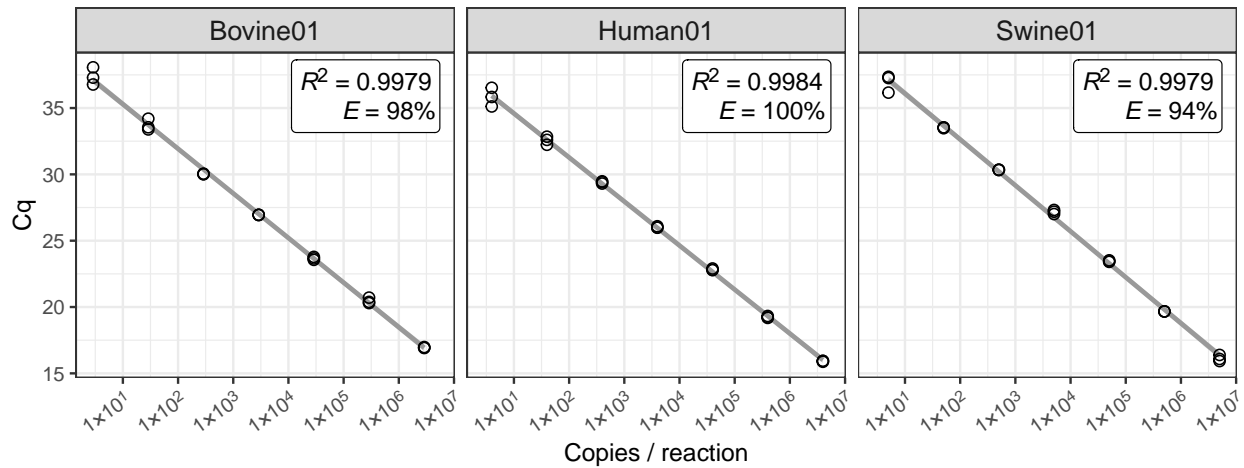 Bovine01 Human01 Swine01
R² = 0.9979
E = 98%
R² = 0.9984
E = 100%
R² = 0.9979
E = 94%
35
30
25
20
15
Cq
1×10¹ 1×10² 1×10³ 1×10⁴ 1×10⁵ 1×10⁶ 1×10⁷
1×10¹ 1×10² 1×10³ 1×10⁴ 1×10⁵ 1×10⁶ 1×10⁷
1×10¹ 1×10² 1×10³ 1×10⁴ 1×10⁵ 1×10⁶ 1×10⁷
Copies / reaction